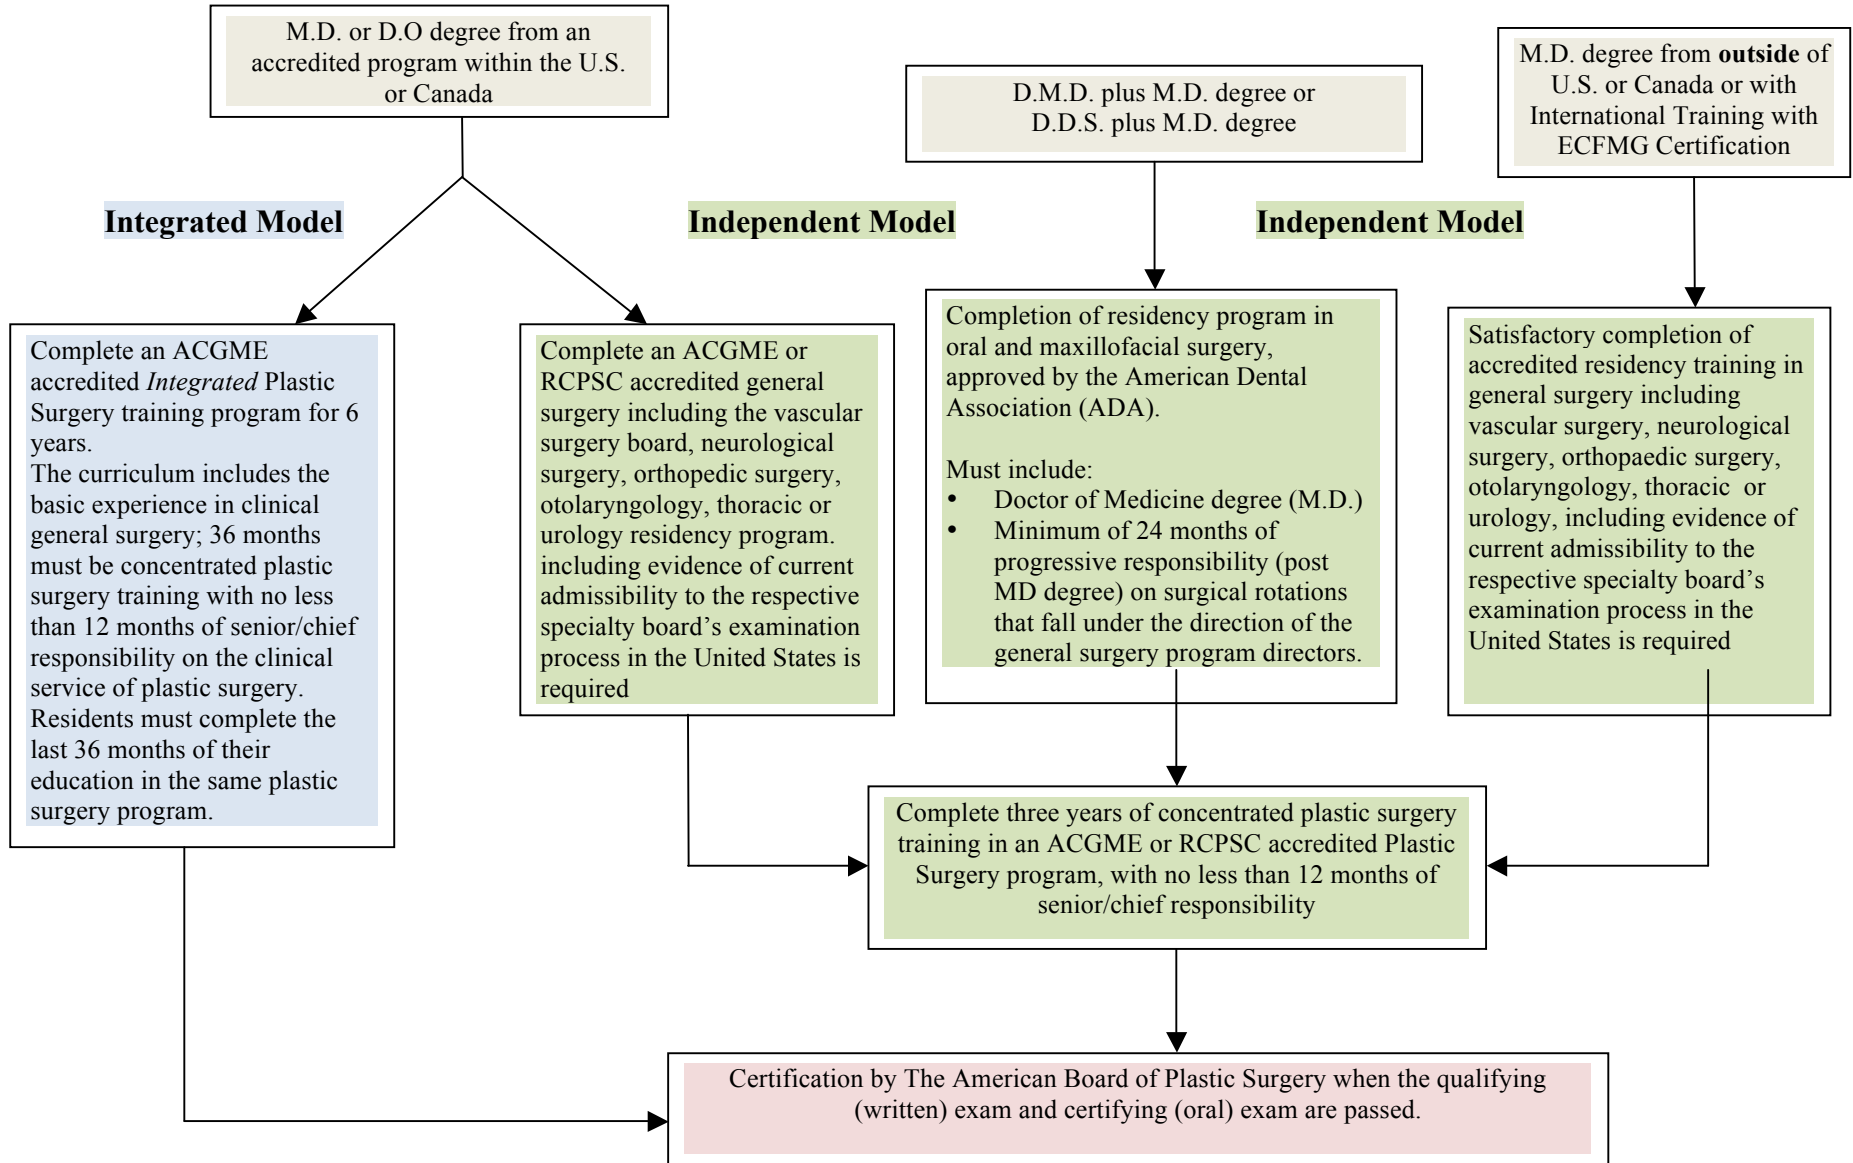 M.D. or D.O degree from an
accredited program within the U.S.
or Canada
D.M.D. plus M.D. degree or
D.D.S. plus M.D. degree
M.D. degree from outside of
U.S. or Canada or with
International Training with
ECFMG Certification
Integrated Model
Independent Model
Independent Model
Complete an ACGME
accredited Integrated Plastic
Surgery training program for 6
years.
The curriculum includes the
basic experience in clinical
general surgery; 36 months
must be concentrated plastic
surgery training with no less
than 12 months of senior/chief
responsibility on the clinical
service of plastic surgery.
Residents must complete the
last 36 months of their
education in the same plastic
surgery program.
Complete an ACGME or
RCPSC accredited general
surgery including the vascular
surgery board, neurological
surgery, orthopedic surgery,
otolaryngology, thoracic or
urology residency program.
including evidence of current
admissibility to the respective
specialty board’s examination
process in the United States is
required
Completion of residency program in
oral and maxillofacial surgery,
approved by the American Dental
Association (ADA).
Must include:
• Doctor of Medicine degree (M.D.)
• Minimum of 24 months of
progressive responsibility (post
MD degree) on surgical rotations
that fall under the direction of the
general surgery program directors.
Satisfactory completion of
accredited residency training in
general surgery including
vascular surgery, neurological
surgery, orthopaedic surgery,
otolaryngology, thoracic or
urology, including evidence of
current admissibility to the
respective specialty board’s
examination process in the
United States is required
Complete three years of concentrated plastic surgery
training in an ACGME or RCPSC accredited Plastic
Surgery program, with no less than 12 months of
senior/chief responsibility
Certification by The American Board of Plastic Surgery when the qualifying
(written) exam and certifying (oral) exam are passed.